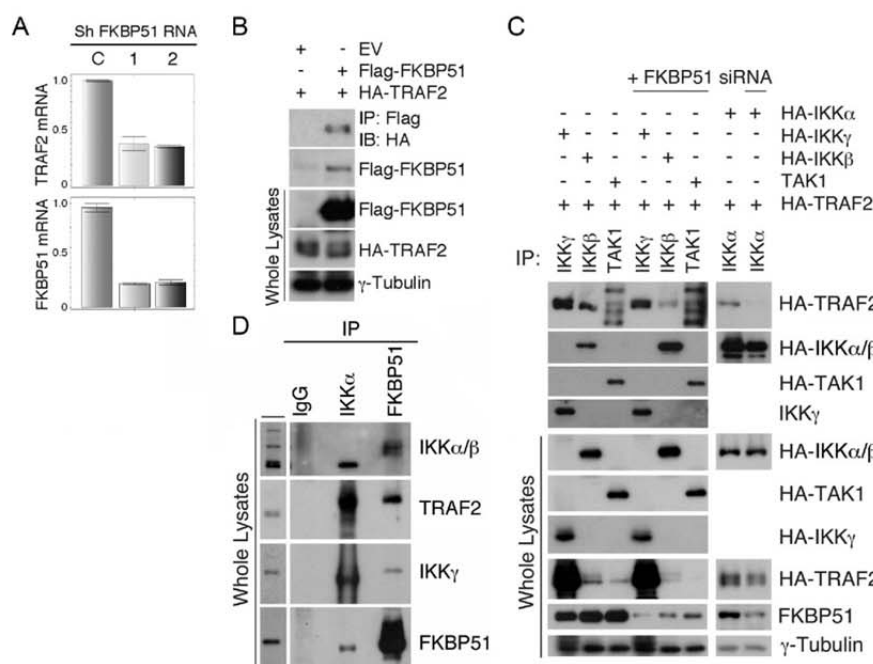 A
Sh FKBP51 RNA
C 1 2
1.0
0.5
0
TRAF2 mRNA
1.0
0.5
0
FKBP51 mRNA
B
+ - EV
- + Flag-FKBP51
+ + HA-TRAF2
IP: Flag
IB: HA
Flag-FKBP51
Flag-FKBP51
HA-TRAF2
γ-Tubulin
Whole Lysates
C
+ FKBP51 siRNA
- - - - - - + + HA-IKKα
+ - - + - - - - HA-IKKγ
- + - - + - - - HA-IKKβ
- - + - - + - - TAK1
+ + + + + + + + HA-TRAF2
IP: IKKγ IKKβ TAK1 IKKγ IKKβ TAK1 IKKα IKKα
HA-TRAF2
HA-IKKα/β
HA-TAK1
IKKγ
HA-IKKα/β
HA-TAK1
HA-IKKγ
HA-TRAF2
FKBP51
γ-Tubulin
Whole Lysates
D
IP
IgG IKKα FKBP51
IKKα/β
TRAF2
IKKγ
FKBP51
Whole Lysates